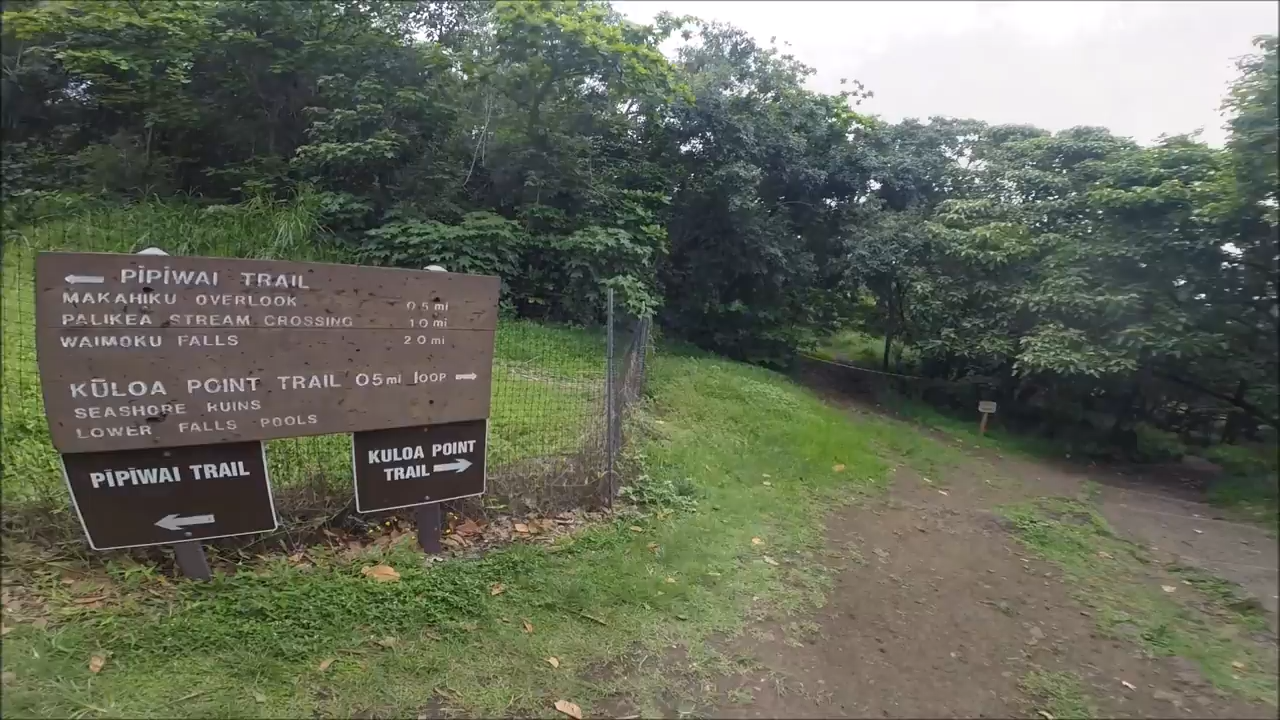 ← PĪPĪWAI TRAIL
MAKAHIKU OVERLOOK 0.5 mi
PALIKEA STREAM CROSSING 1.0 mi
WAIMOKU FALLS 2.0 mi
KŪLOA POINT TRAIL 0.5 mi LOOP →
SEASHORE RUINS
LOWER FALLS POOLS
PĪPĪWAI TRAIL
←
KULOA POINT
TRAIL →